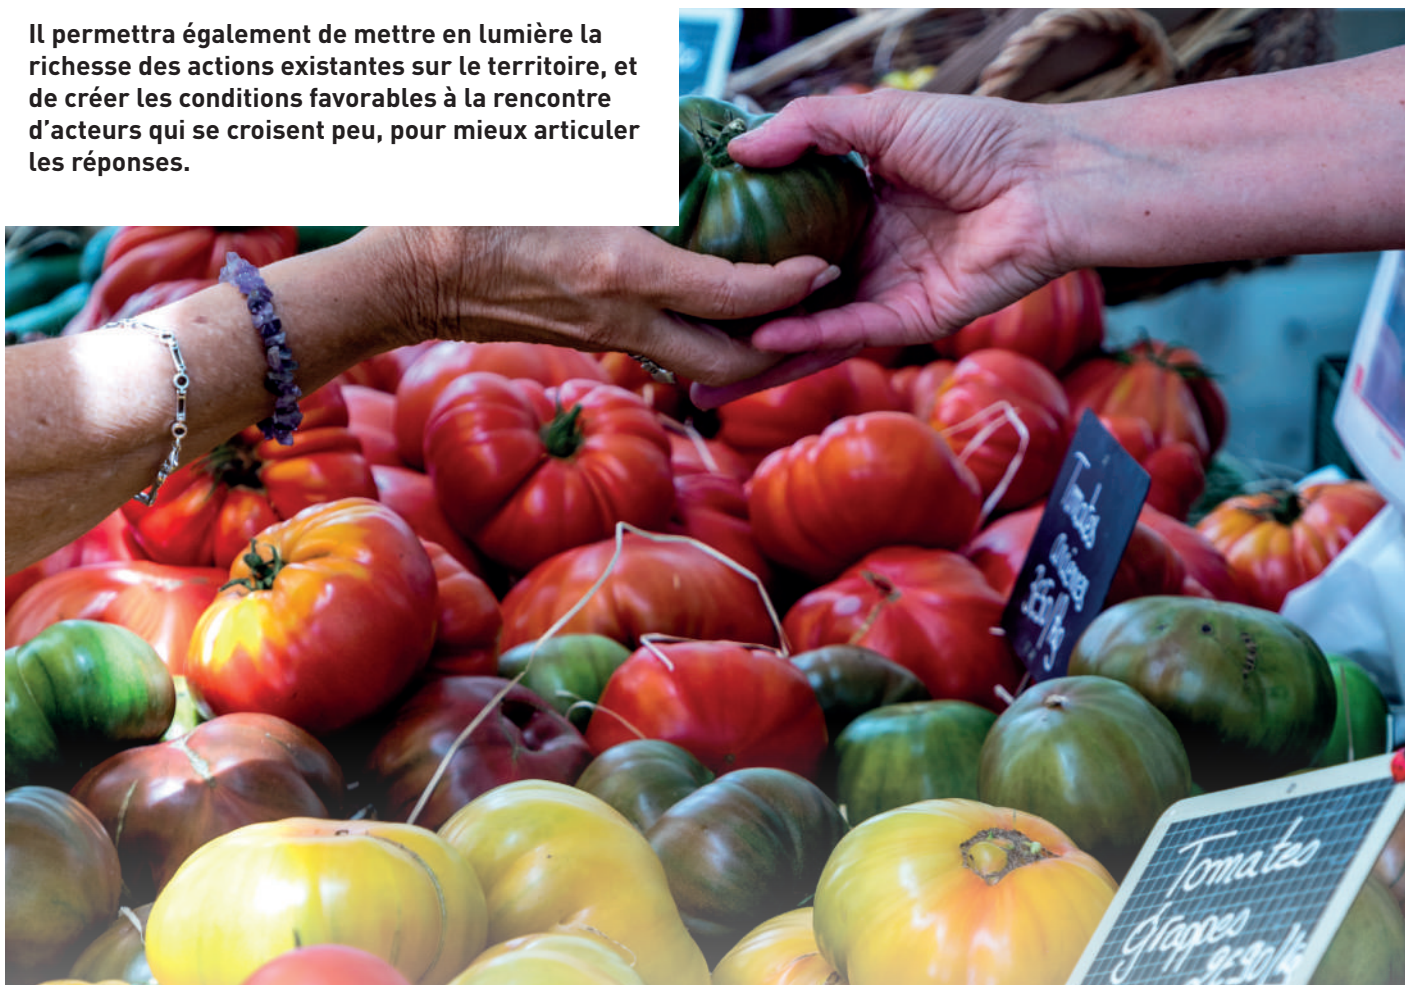 Il permettra également de mettre en lumière la
richesse des actions existantes sur le territoire, et
de créer les conditions favorables à la rencontre
d’acteurs qui se croisent peu, pour mieux articuler
les réponses.
Tomates
Tomates
grappes